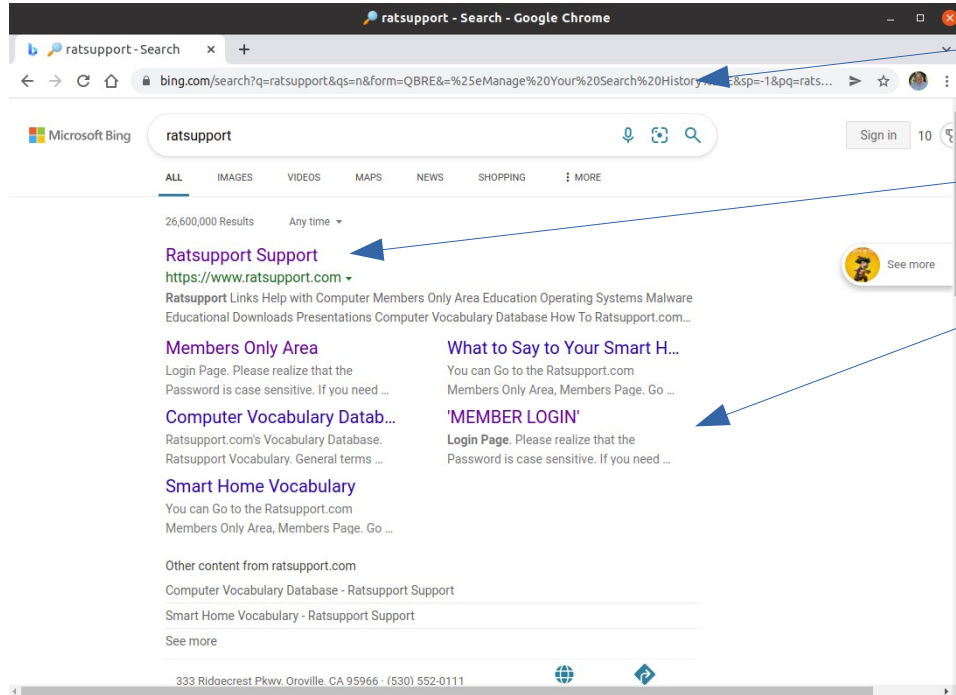 ratsupport - Search - Google Chrome
ratsupport - Search
bing.com/search?q=ratsupport&qs=n&form=QBRE&=%25eManage%20Your%20Search%20History E&sp=-1&pq=rats...
Microsoft Bing
ratsupport
Sign in 10
ALL IMAGES VIDEOS MAPS NEWS SHOPPING MORE
26,600,000 Results Any time
Ratsupport Support
https://www.ratsupport.com
See more
Ratsupport Links Help with Computer Members Only Area Education Operating Systems Malware
Educational Downloads Presentations Computer Vocabulary Database How To Ratsupport.com...
Members Only Area
Login Page. Please realize that the
Password is case sensitive. If you need ...
What to Say to Your Smart H...
You can Go to the Ratsupport.com
Members Only Area, Members Page. Go ...
Computer Vocabulary Datab...
Ratsupport.com's Vocabulary Database.
Ratsupport Vocabulary. General terms ...
'MEMBER LOGIN'
Login Page. Please realize that the
Password is case sensitive. If you need ...
Smart Home Vocabulary
You can Go to the Ratsupport.com
Members Only Area, Members Page. Go ...
Other content from ratsupport.com
Computer Vocabulary Database - Ratsupport Support
Smart Home Vocabulary - Ratsupport Support
See more
333 Ridgecrest Pkwy, Oroville, CA 95966 · (530) 552-0111